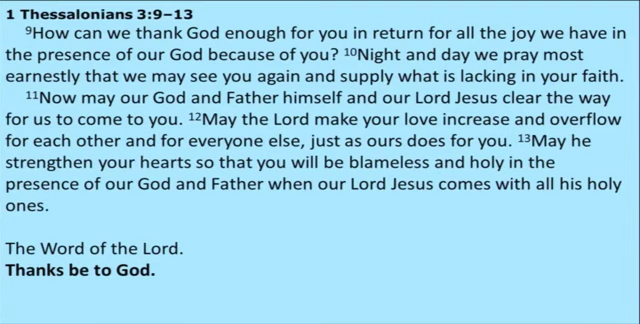 1 Thessalonians 3:9–13
⁹How can we thank God enough for you in return for all the joy we have in
the presence of our God because of you? ¹⁰Night and day we pray most
earnestly that we may see you again and supply what is lacking in your faith.
¹¹Now may our God and Father himself and our Lord Jesus clear the way
for us to come to you. ¹²May the Lord make your love increase and overflow
for each other and for everyone else, just as ours does for you. ¹³May he
strengthen your hearts so that you will be blameless and holy in the
presence of our God and Father when our Lord Jesus comes with all his holy
ones.
The Word of the Lord.
Thanks be to God.